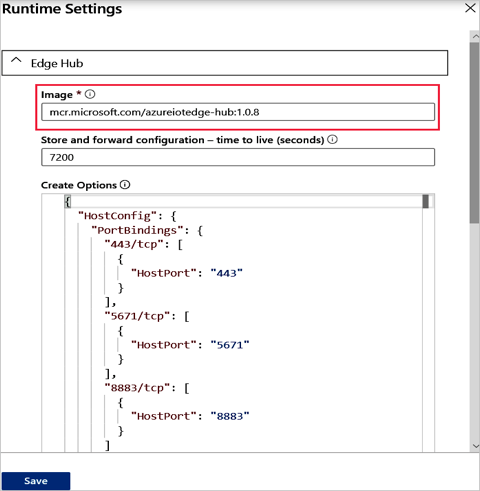 Runtime Settings
Edge Hub
Image *
mcr.microsoft.com/azureiotedge-hub:1.0.8
Store and forward configuration – time to live (seconds)
7200
Create Options
{
"HostConfig": {
"PortBindings": {
"443/tcp": [
{
"HostPort": "443"
}
],
"5671/tcp": [
{
"HostPort": "5671"
}
],
"8883/tcp": [
{
"HostPort": "8883"
}
]
Save